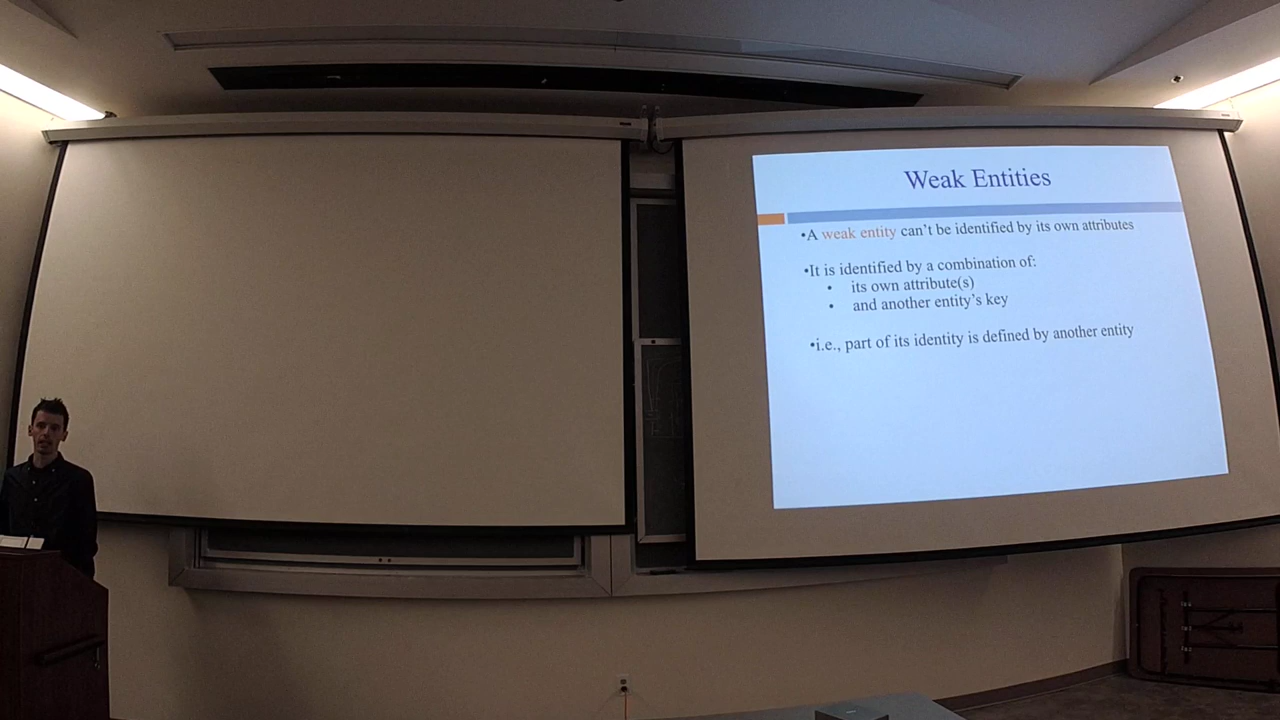 Weak Entities
•A weak entity can't be identified by its own attributes
•It is identified by a combination of:
• its own attribute(s)
• and another entity's key
•i.e., part of its identity is defined by another entity